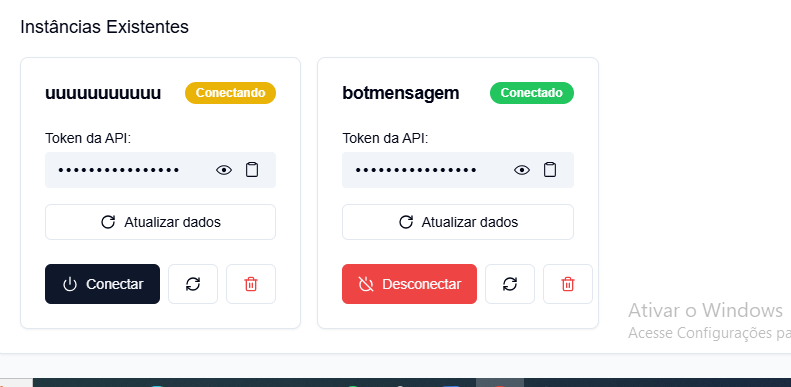 Instâncias Existentes
uuuuuuuuuuu Conectando
Token da API:
••••••••••••••••
Atualizar dados
Conectar
botmensagem Conectado
Token da API:
••••••••••••••••
Atualizar dados
Desconectar
Ativar o Windows
Acesse Configurações pa